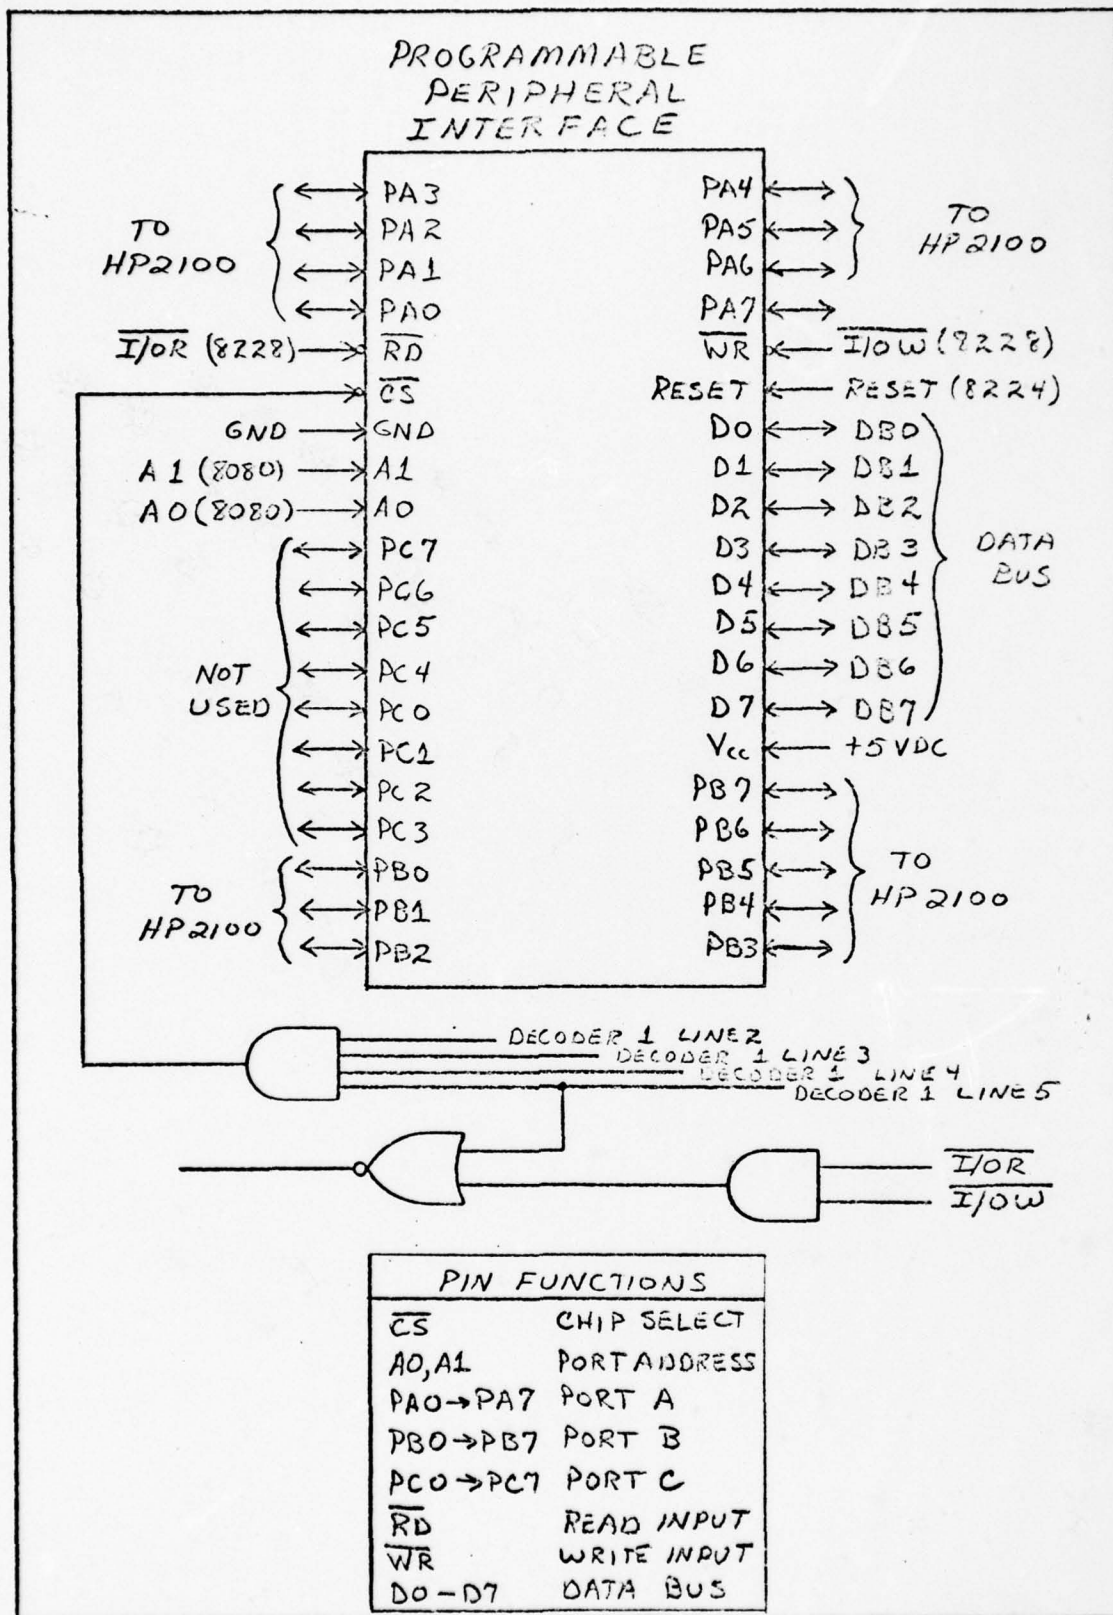 PROGRAMMABLE
PERIPHERAL
INTERFACE
PA3
PA2
PA1
PA0
TO
HP2100
I/OR (8228)
RD
CS
GND
GND
A1 (8080)
A1
A0 (8080)
A0
PC7
PC6
PC5
PC4
PC0
PC1
PC2
PC3
NOT
USED
PB0
PB1
PB2
TO
HP2100
PA4
PA5
PA6
PA7
TO
HP2100
WR
I/OW (8228)
RESET
RESET (8224)
D0
DB0
D1
DB1
D2
DB2
D3
DB3
D4
DB4
D5
DB5
D6
DB6
D7
DB7
DATA
BUS
Vcc
+5VDC
PB7
PB6
PB5
PB4
PB3
TO
HP2100
DECODER 1 LINE 2
DECODER 1 LINE 3
DECODER 1 LINE 4
DECODER 1 LINE 5
I/OR
I/OW
PIN FUNCTIONS
CS CHIP SELECT
A0,A1 PORT ADDRESS
PA0→PA7 PORT A
PB0→PB7 PORT B
PC0→PC7 PORT C
RD READ INPUT
WR WRITE INPUT
D0-D7 DATA BUS